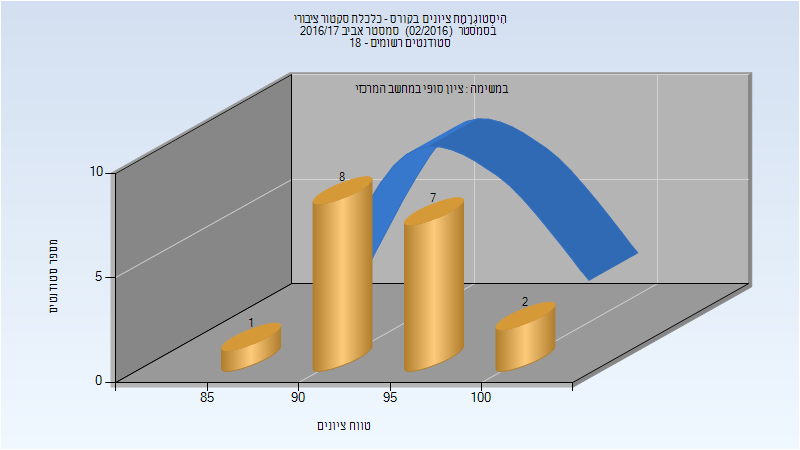 היסטוגרמת ציונים בקורס - כלכלת סקטור ציבורי
בסמסטר (02/2016) סמסטר אביב 2016/17
סטודנטים רשומים - 18
במשימה : ציון סופי במחשב המרכזי
10
5
0
מספר סטודנטים
1
8
7
2
85
90
95
100
טווח ציונים